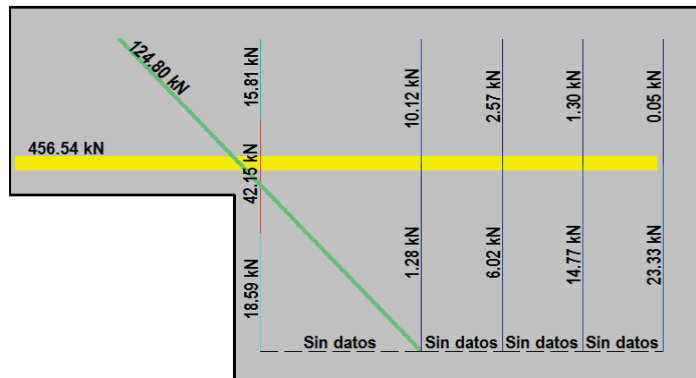 124.80 kN
15.81 kN
10.12 kN
2.57 kN
1.30 kN
0.05 kN
456.54 kN
42.15 kN
18.59 kN
1.28 kN
6.02 kN
14.77 kN
23.33 kN
Sin datos
Sin datos
Sin datos
Sin datos